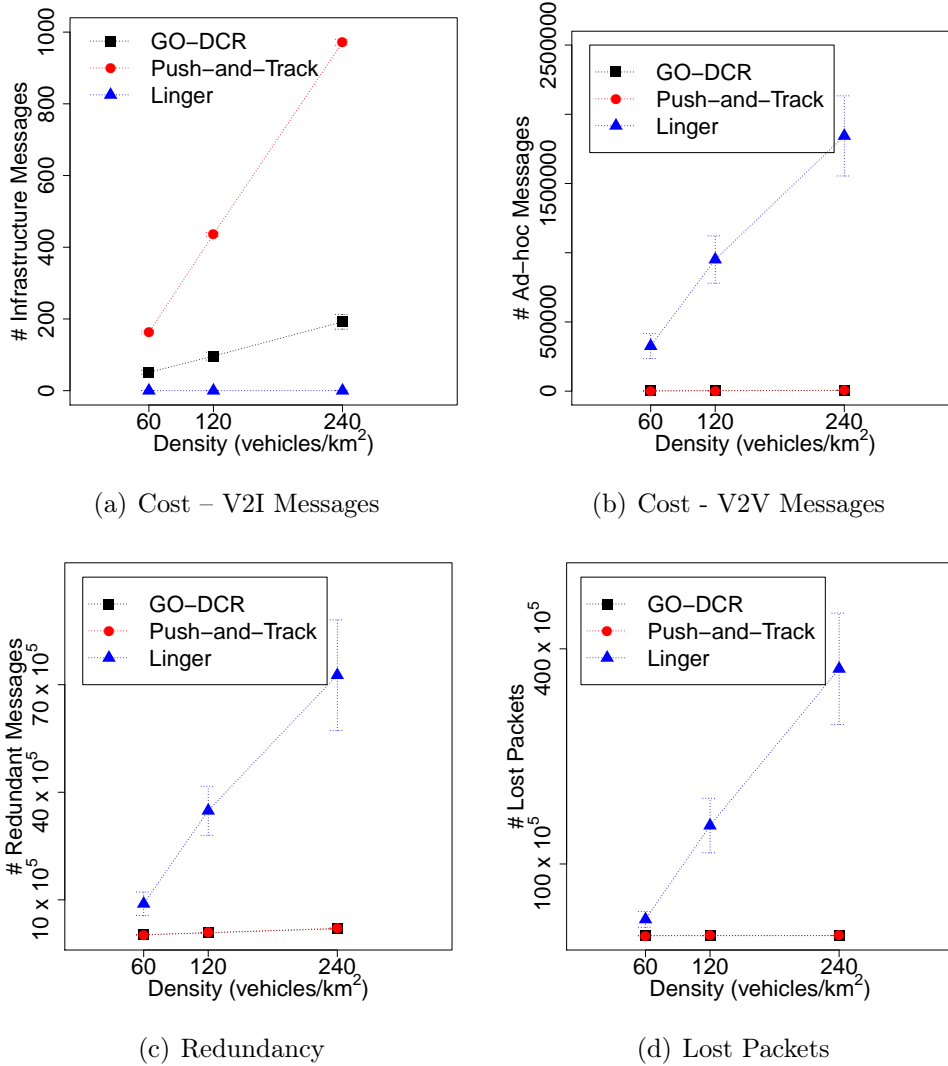 GO−DCR
Push−and−Track
Linger
# Infrastructure Messages
0
200
400
600
800
1000
60
120
240
Density (vehicles/km²)
(a) Cost – V2I Messages
GO−DCR
Push−and−Track
Linger
# Ad−hoc Messages
0
500000
1500000
2500000
60
120
240
Density (vehicles/km²)
(b) Cost - V2V Messages
GO−DCR
Push−and−Track
Linger
# Redundant Messages
10 x 10⁵
40 x 10⁵
70 x 10⁵
60
120
240
Density (vehicles/km²)
(c) Redundancy
GO−DCR
Push−and−Track
Linger
# Lost Packets
100 x 10⁵
400 x 10⁵
60
120
240
Density (vehicles/km²)
(d) Lost Packets